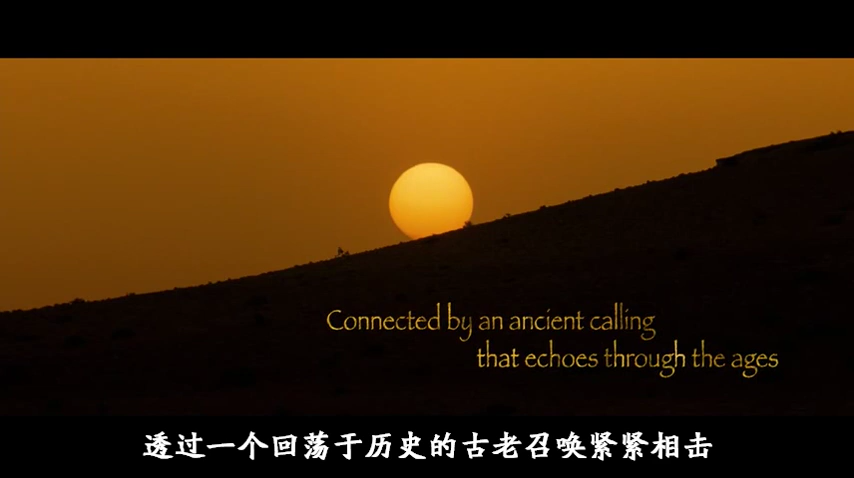 Connected by an ancient calling
that echoes through the ages
透过一个回荡于历史的古老召唤紧紧相击